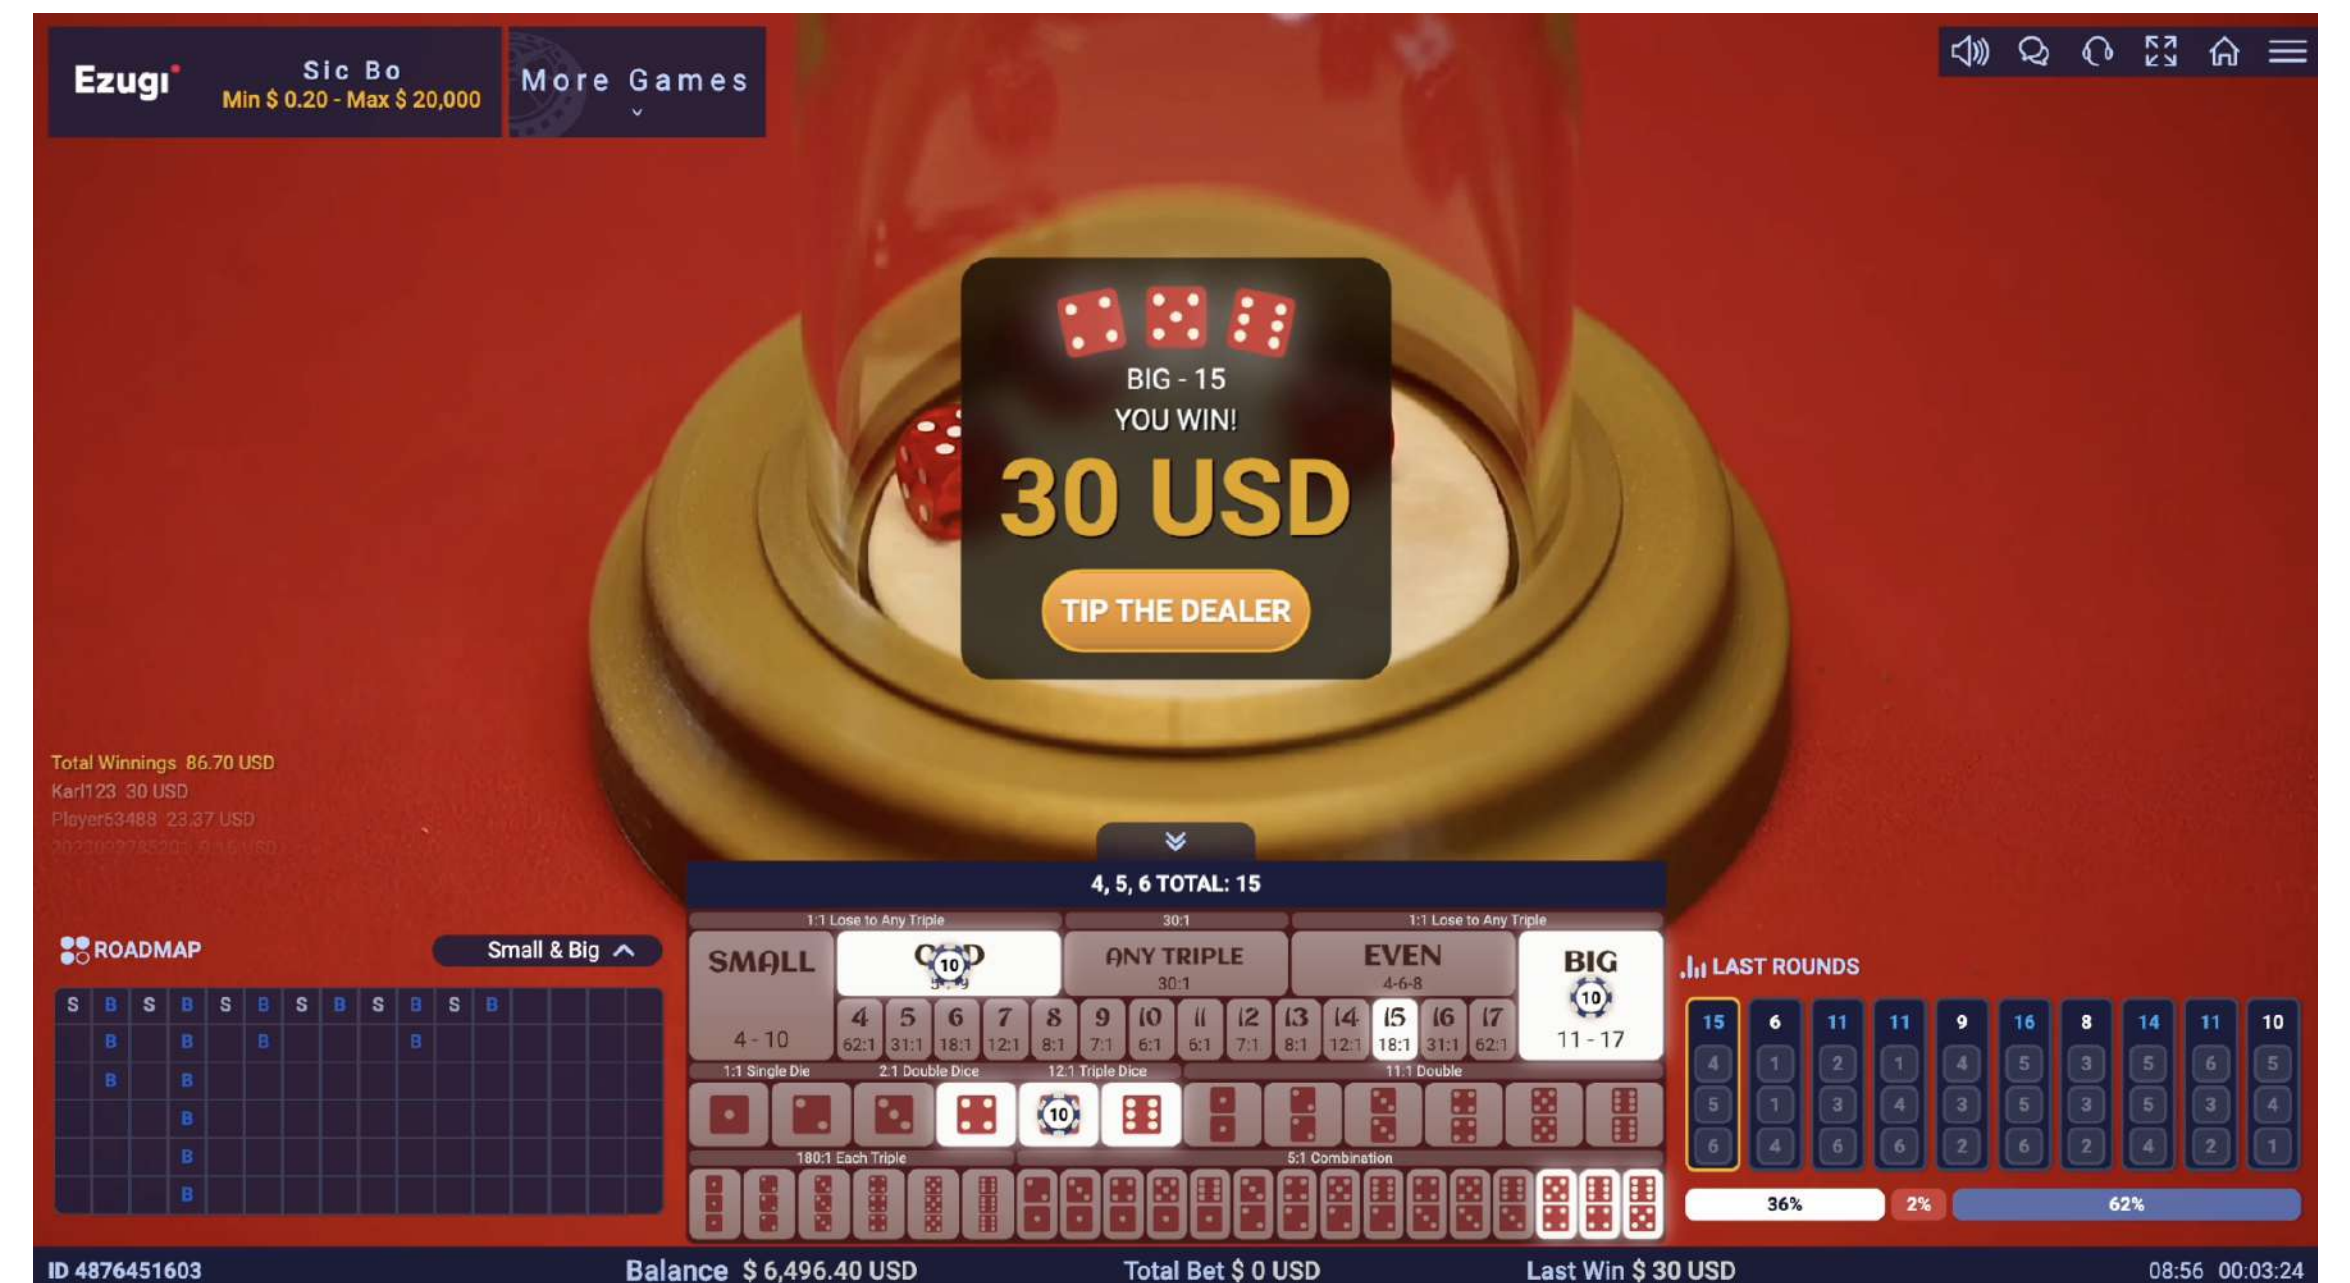 Ezugi
Sic Bo
Min $ 0.20 - Max $ 20,000
More Games
BIG - 15
YOU WIN!
30 USD
TIP THE DEALER
Total Winnings 86.70 USD
Karl123 30 USD
Player63488 23.37 USD
4, 5, 6 TOTAL: 15
ROADMAP
Small & Big
S B S B S B S B S B S B
B B B B
B B
B
B
B
1:1 Lose to Any Triple 30:1 1:1 Lose to Any Triple
SMALL
4 - 10
10
ANY TRIPLE
30:1
EVEN
4-6-8
BIG
10
11 - 17
4 5 6 7 8 9 10 11 12 13 14 15 16 17
62:1 31:1 18:1 12:1 8:1 7:1 6:1 6:1 7:1 8:1 12:1 18:1 31:1 62:1
1:1 Single Die 2:1 Double Dice 12:1 Triple Dice 11:1 Double
10
180:1 Each Triple 5:1 Combination
LAST ROUNDS
15 6 11 11 9 16 8 14 11 10
4 1 2 1 4 5 3 5 6 5
5 1 3 4 3 5 3 5 3 4
6 4 6 6 2 6 2 4 2 1
36% 2% 62%
ID 4876451603
Balance $ 6,496.40 USD
Total Bet $ 0 USD
Last Win $ 30 USD
08:56 00:03:24